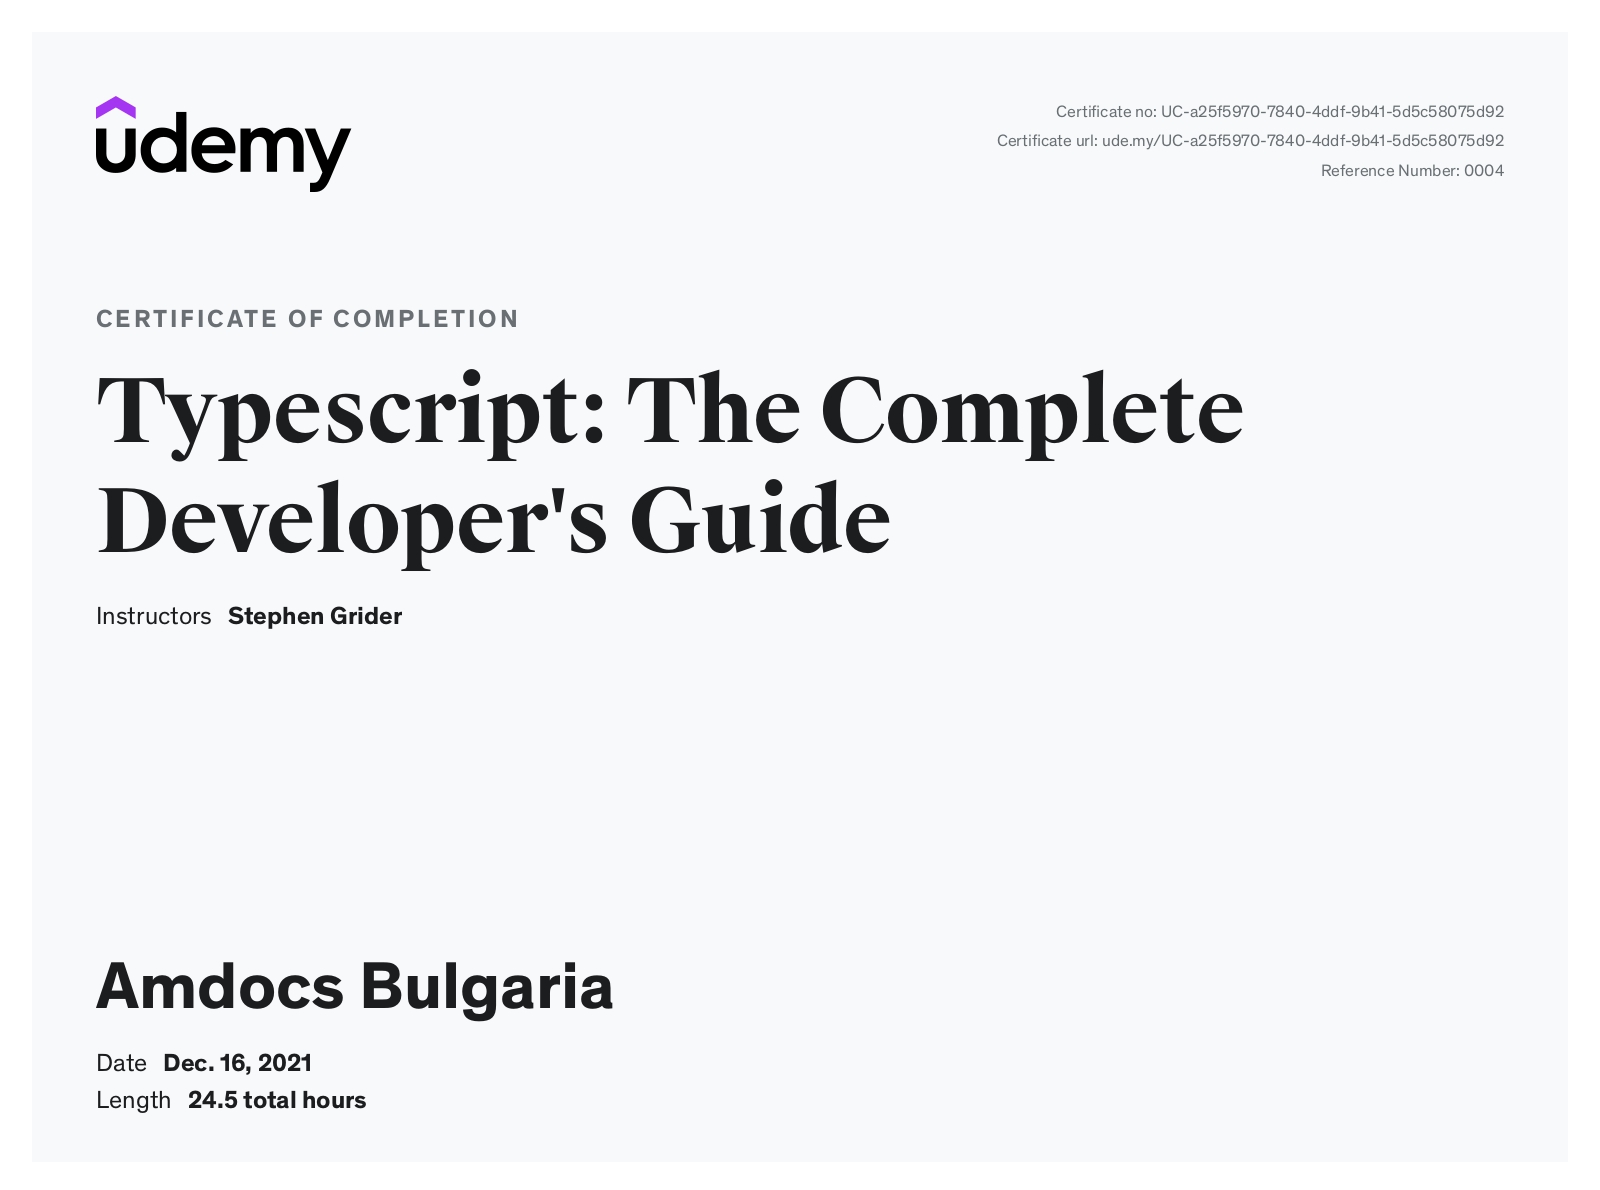 udemy
Certificate no: UC-a25f5970-7840-4ddf-9b41-5d5c58075d92
Certificate url: ude.my/UC-a25f5970-7840-4ddf-9b41-5d5c58075d92
Reference Number: 0004
CERTIFICATE OF COMPLETION
Typescript: The Complete
Developer's Guide
Instructors Stephen Grider
Amdocs Bulgaria
Date Dec. 16, 2021
Length 24.5 total hours